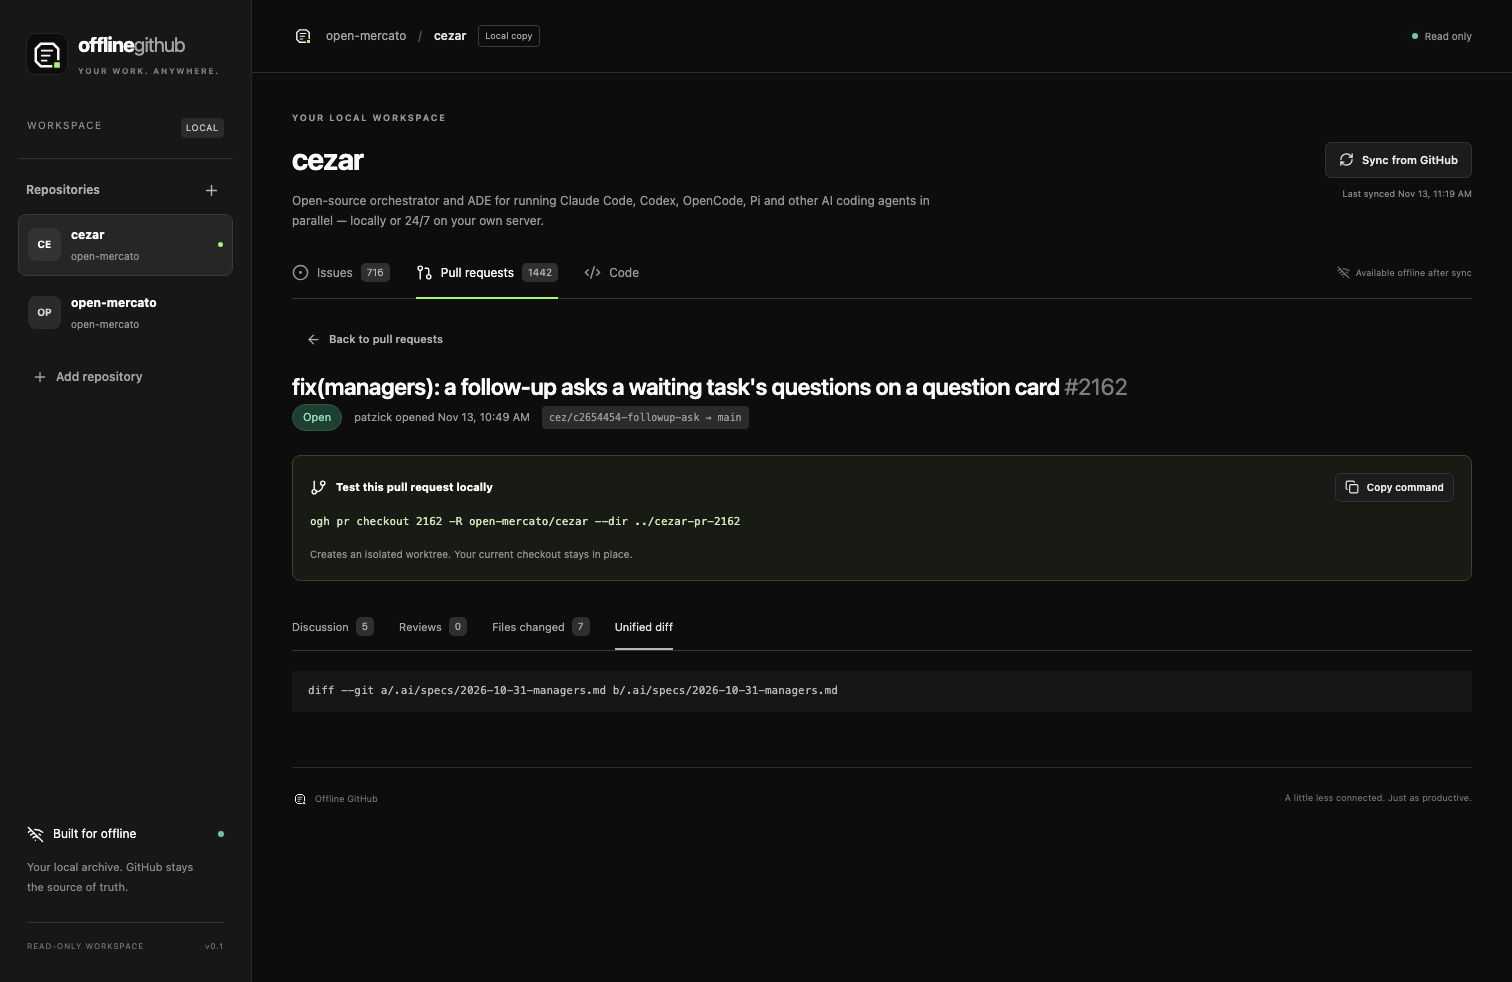 offlinegithub
YOUR WORK. ANYWHERE.
WORKSPACE
LOCAL
Repositories
CE
cezar
open-mercato
OP
open-mercato
open-mercato
Add repository
Built for offline
Your local archive. GitHub stays
the source of truth.
READ-ONLY WORKSPACE
v0.1
open-mercato / cezar
Local copy
Read only
YOUR LOCAL WORKSPACE
cezar
Open-source orchestrator and ADE for running Claude Code, Codex, OpenCode, Pi and other AI coding agents in
parallel — locally or 24/7 on your own server.
Sync from GitHub
Last synced Nov 13, 11:19 AM
Issues 716
Pull requests 1442
Code
Available offline after sync
Back to pull requests
fix(managers): a follow-up asks a waiting task's questions on a question card #2162
Open
patzick opened Nov 13, 10:49 AM
cez/c2654454-followup-ask → main
Test this pull request locally
Copy command
ogh pr checkout 2162 -R open-mercato/cezar --dir ../cezar-pr-2162
Creates an isolated worktree. Your current checkout stays in place.
Discussion 5
Reviews 0
Files changed 7
Unified diff
diff --git a/.ai/specs/2026-10-31-managers.md b/.ai/specs/2026-10-31-managers.md
Offline GitHub
A little less connected. Just as productive.